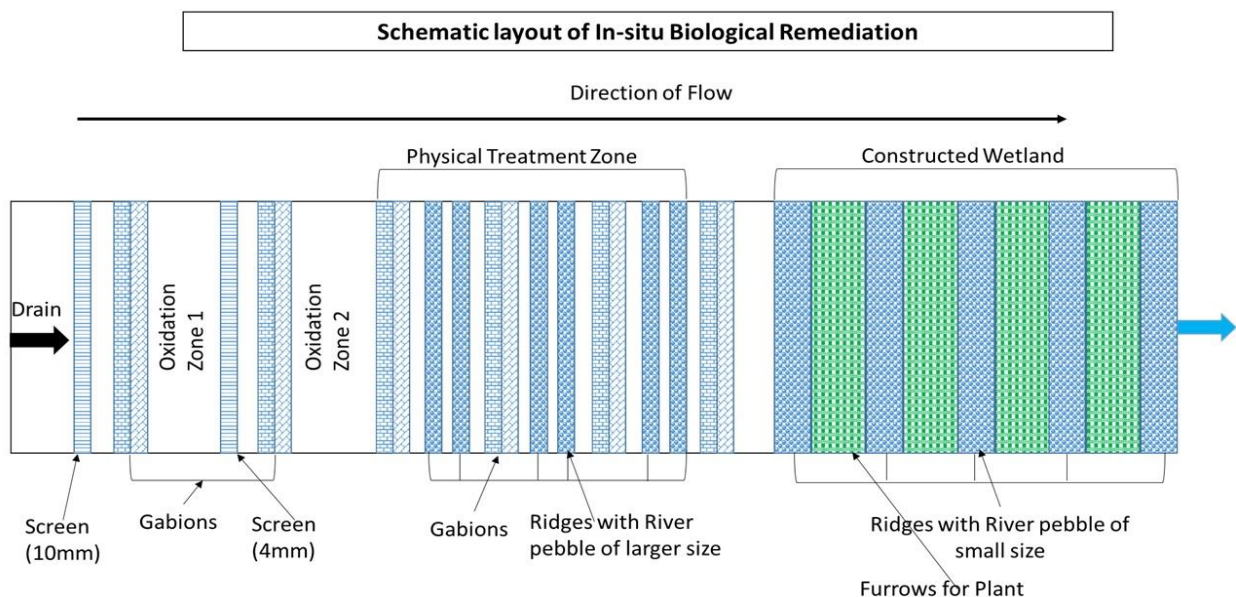 Schematic layout of In-situ Biological Remediation
Direction of Flow
Physical Treatment Zone
Constructed Wetland
Drain
Oxidation
Zone 1
Oxidation
Zone 2
Screen
(10mm)
Gabions
Screen
(4mm)
Gabions
Ridges with River
pebble of larger size
Ridges with River pebble of
small size
Furrows for Plant